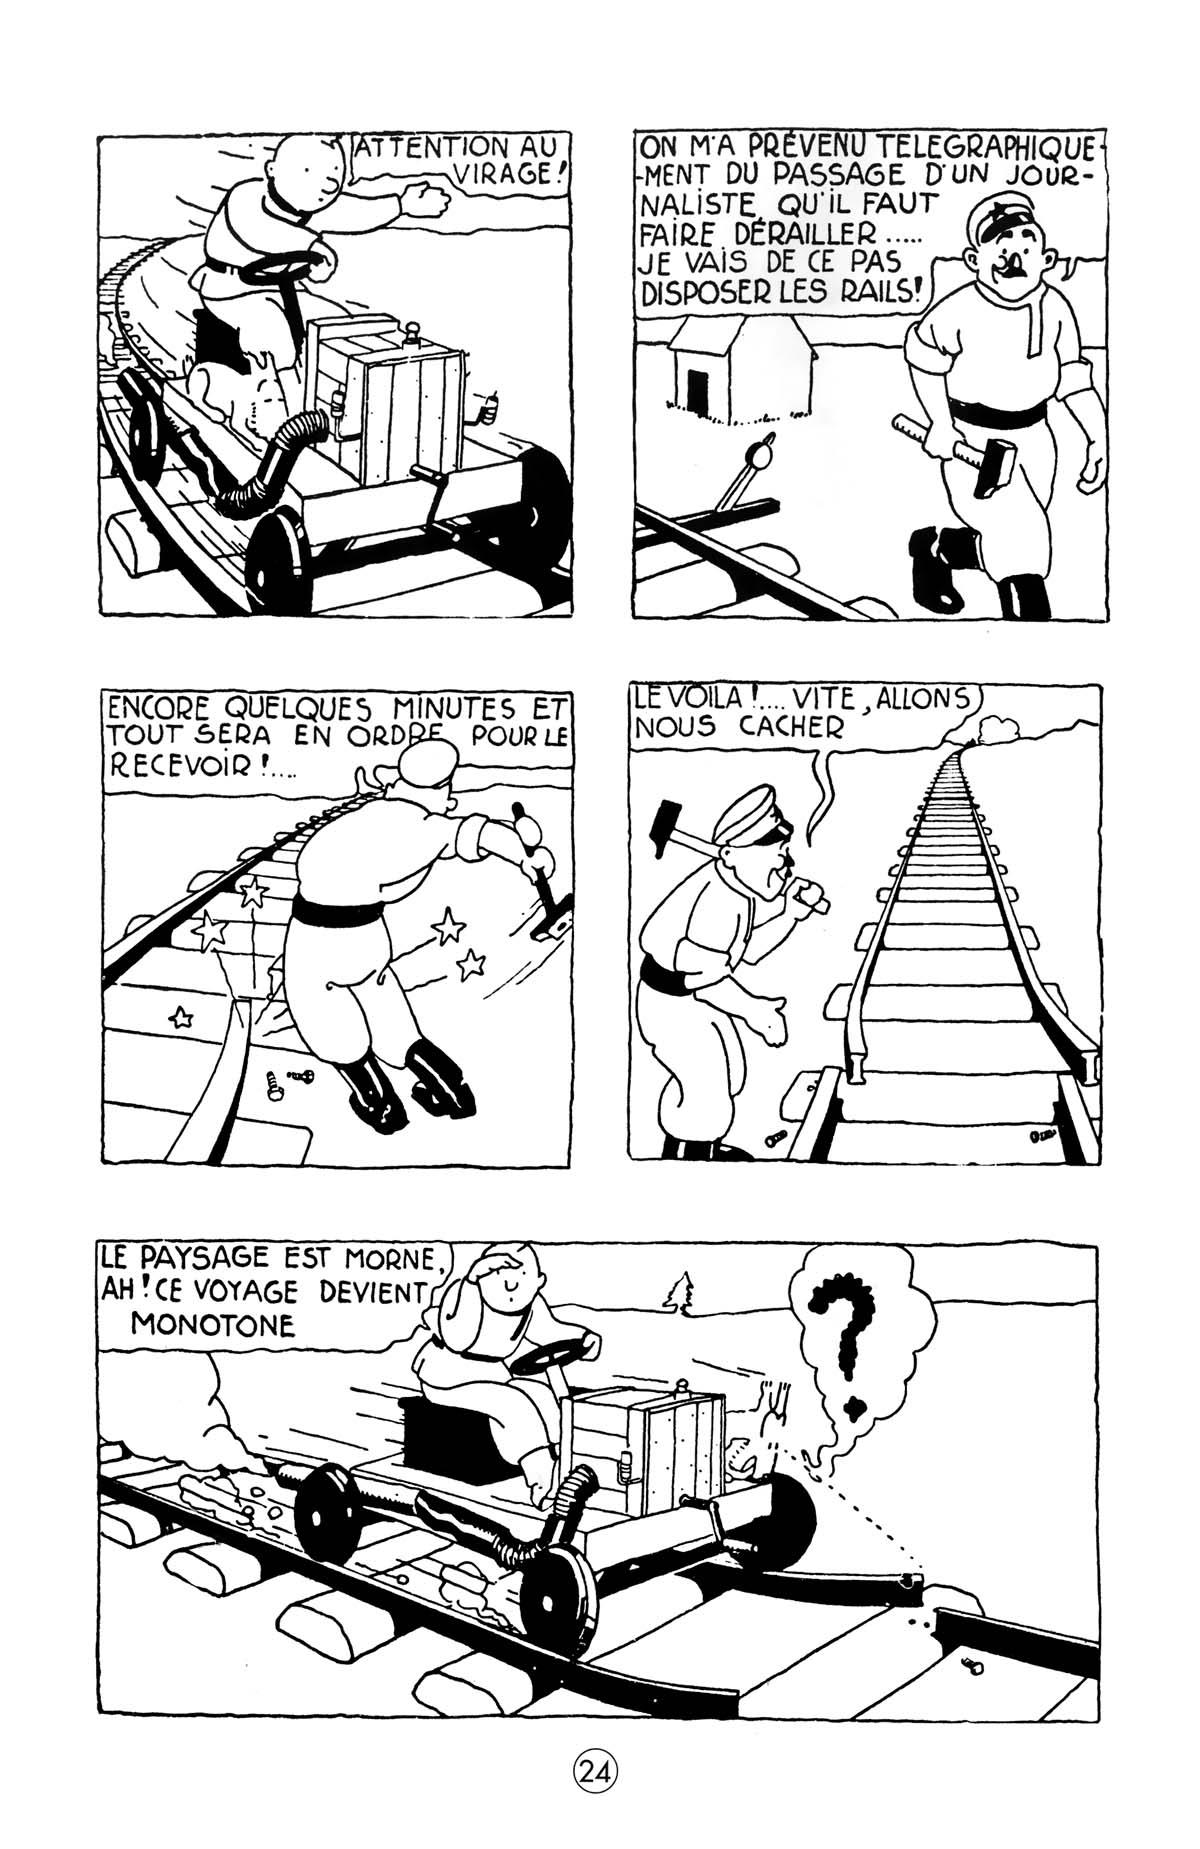 ATTENTION AU
VIRAGE!
ON M'A PRÉVENU TELEGRAPHIQUE-
-MENT DU PASSAGE D'UN JOUR-
NALISTE QU'IL FAUT
FAIRE DÉRAILLER.....
JE VAIS DE CE PAS
DISPOSER LES RAILS!
ENCORE QUELQUES MINUTES ET
TOUT SERA EN ORDRE POUR LE
RECEVOIR!....
LE VOILA!.... VITE, ALLONS
NOUS CACHER
LE PAYSAGE EST MORNE,
AH! CE VOYAGE DEVIENT
MONOTONE
?
24